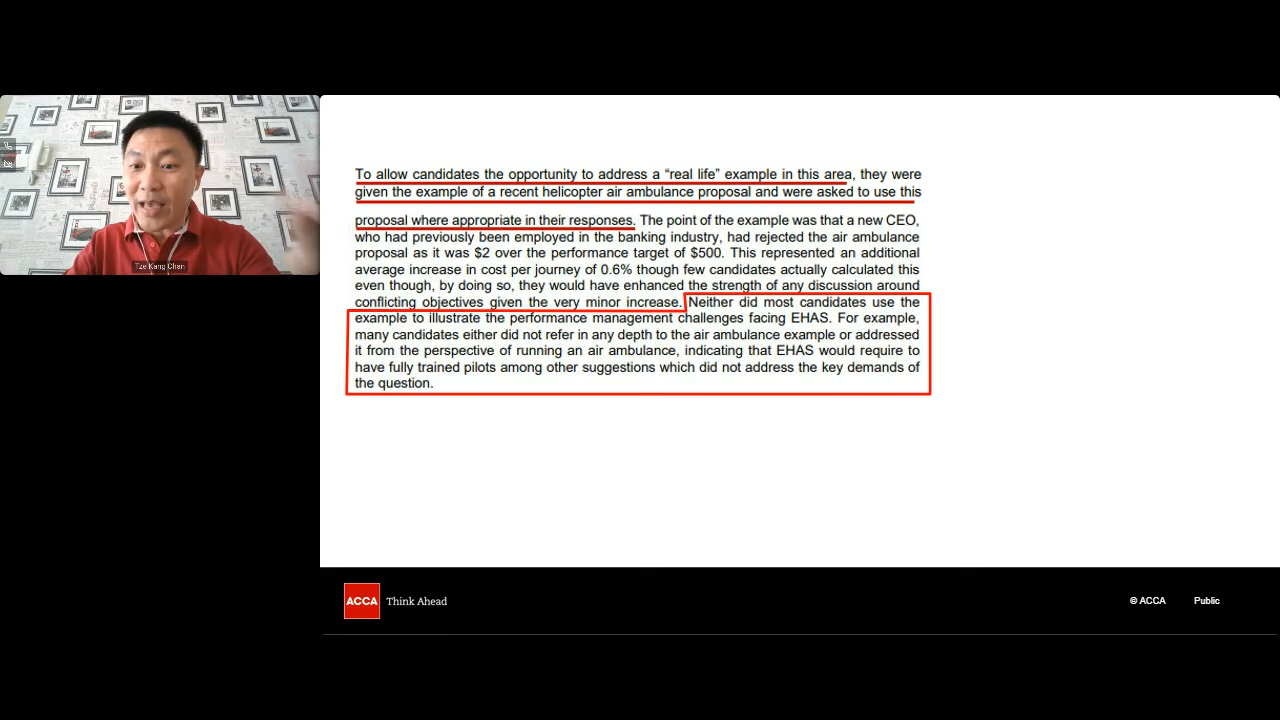 Tze Kang Chan
To allow candidates the opportunity to address a “real life” example in this area, they were
given the example of a recent helicopter air ambulance proposal and were asked to use this
proposal where appropriate in their responses. The point of the example was that a new CEO,
who had previously been employed in the banking industry, had rejected the air ambulance
proposal as it was $2 over the performance target of $500. This represented an additional
average increase in cost per journey of 0.6% though few candidates actually calculated this
even though, by doing so, they would have enhanced the strength of any discussion around
conflicting objectives given the very minor increase. Neither did most candidates use the
example to illustrate the performance management challenges facing EHAS. For example,
many candidates either did not refer in any depth to the air ambulance example or addressed
it from the perspective of running an air ambulance, indicating that EHAS would require to
have fully trained pilots among other suggestions which did not address the key demands of
the question.
ACCA Think Ahead
© ACCA Public